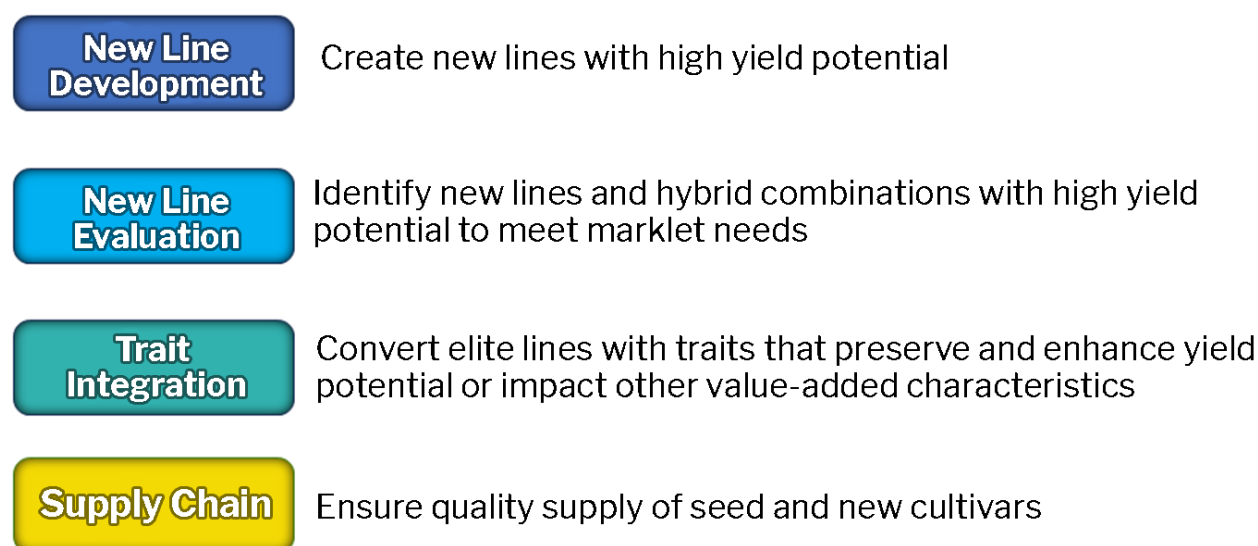 New Line
Development
Create new lines with high yield potential
New Line
Evaluation
Identify new lines and hybrid combinations with high yield
potential to meet marklet needs
Trait
Integration
Convert elite lines with traits that preserve and enhance yield
potential or impact other value-added characteristics
Supply Chain
Ensure quality supply of seed and new cultivars